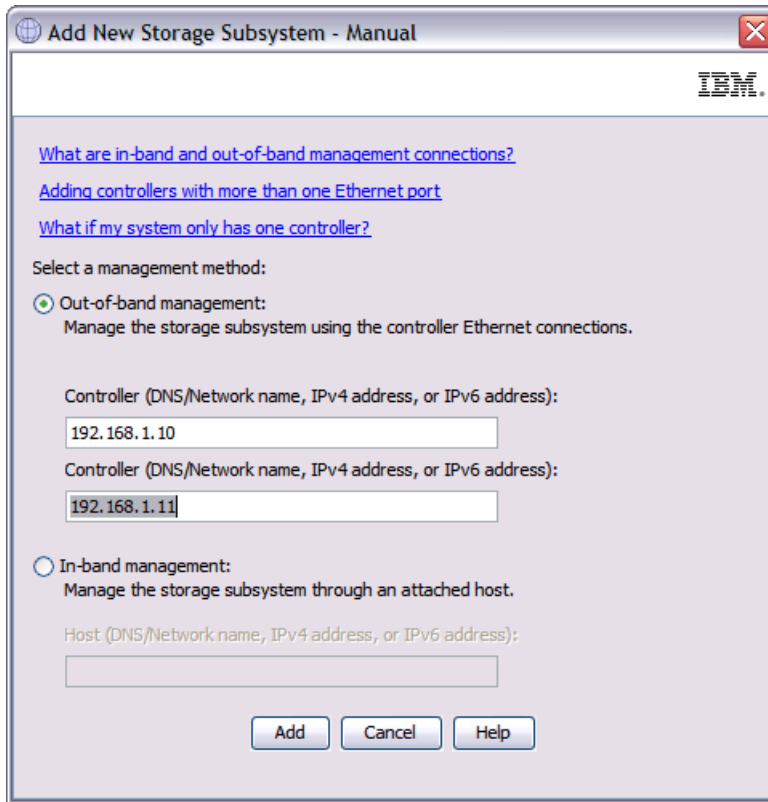 Add New Storage Subsystem - Manual
IBM.
What are in-band and out-of-band management connections?
Adding controllers with more than one Ethernet port
What if my system only has one controller?
Select a management method:
Out-of-band management:
Manage the storage subsystem using the controller Ethernet connections.
Controller (DNS/Network name, IPv4 address, or IPv6 address):
192.168.1.10
Controller (DNS/Network name, IPv4 address, or IPv6 address):
192.168.1.11
In-band management:
Manage the storage subsystem through an attached host.
Host (DNS/Network name, IPv4 address, or IPv6 address):
Add Cancel Help